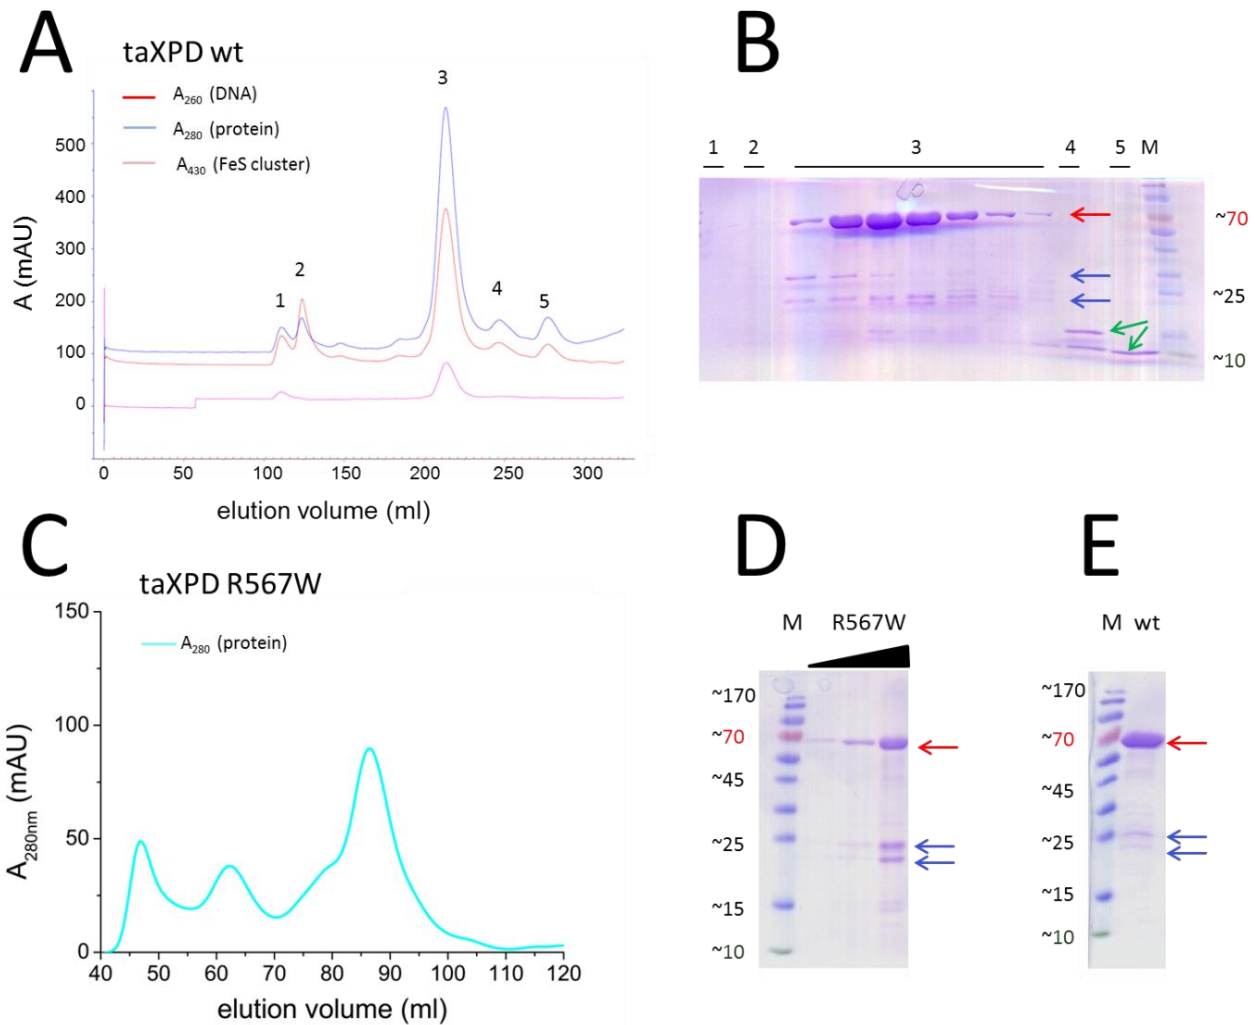 A
taXPD wt
A260 (DNA)
A280 (protein)
A430 (FeS cluster)
1
2
3
4
5
500
400
300
200
100
0
A (mAU)
0 50 100 150 200 250 300
elution volume (ml)
B
1 2 3 4 5 M
~70
~25
~10
C
taXPD R567W
A280 (protein)
150
100
50
0
A280nm (mAU)
40 50 60 70 80 90 100 110 120
elution volume (ml)
D
M R567W
~170
~70
~45
~25
~15
~10
E
M wt
~170
~70
~45
~25
~15
~10